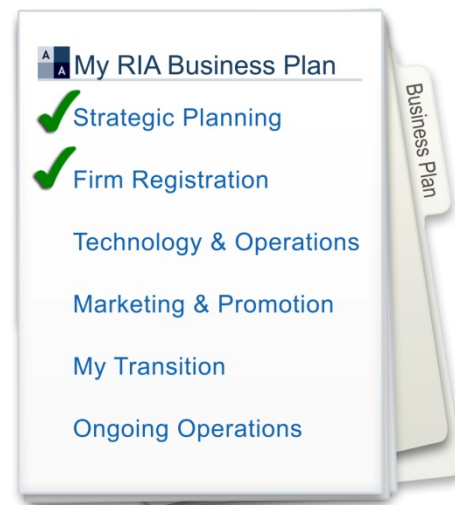 A
A
My RIA Business Plan
Strategic Planning
Firm Registration
Technology & Operations
Marketing & Promotion
My Transition
Ongoing Operations
Business Plan